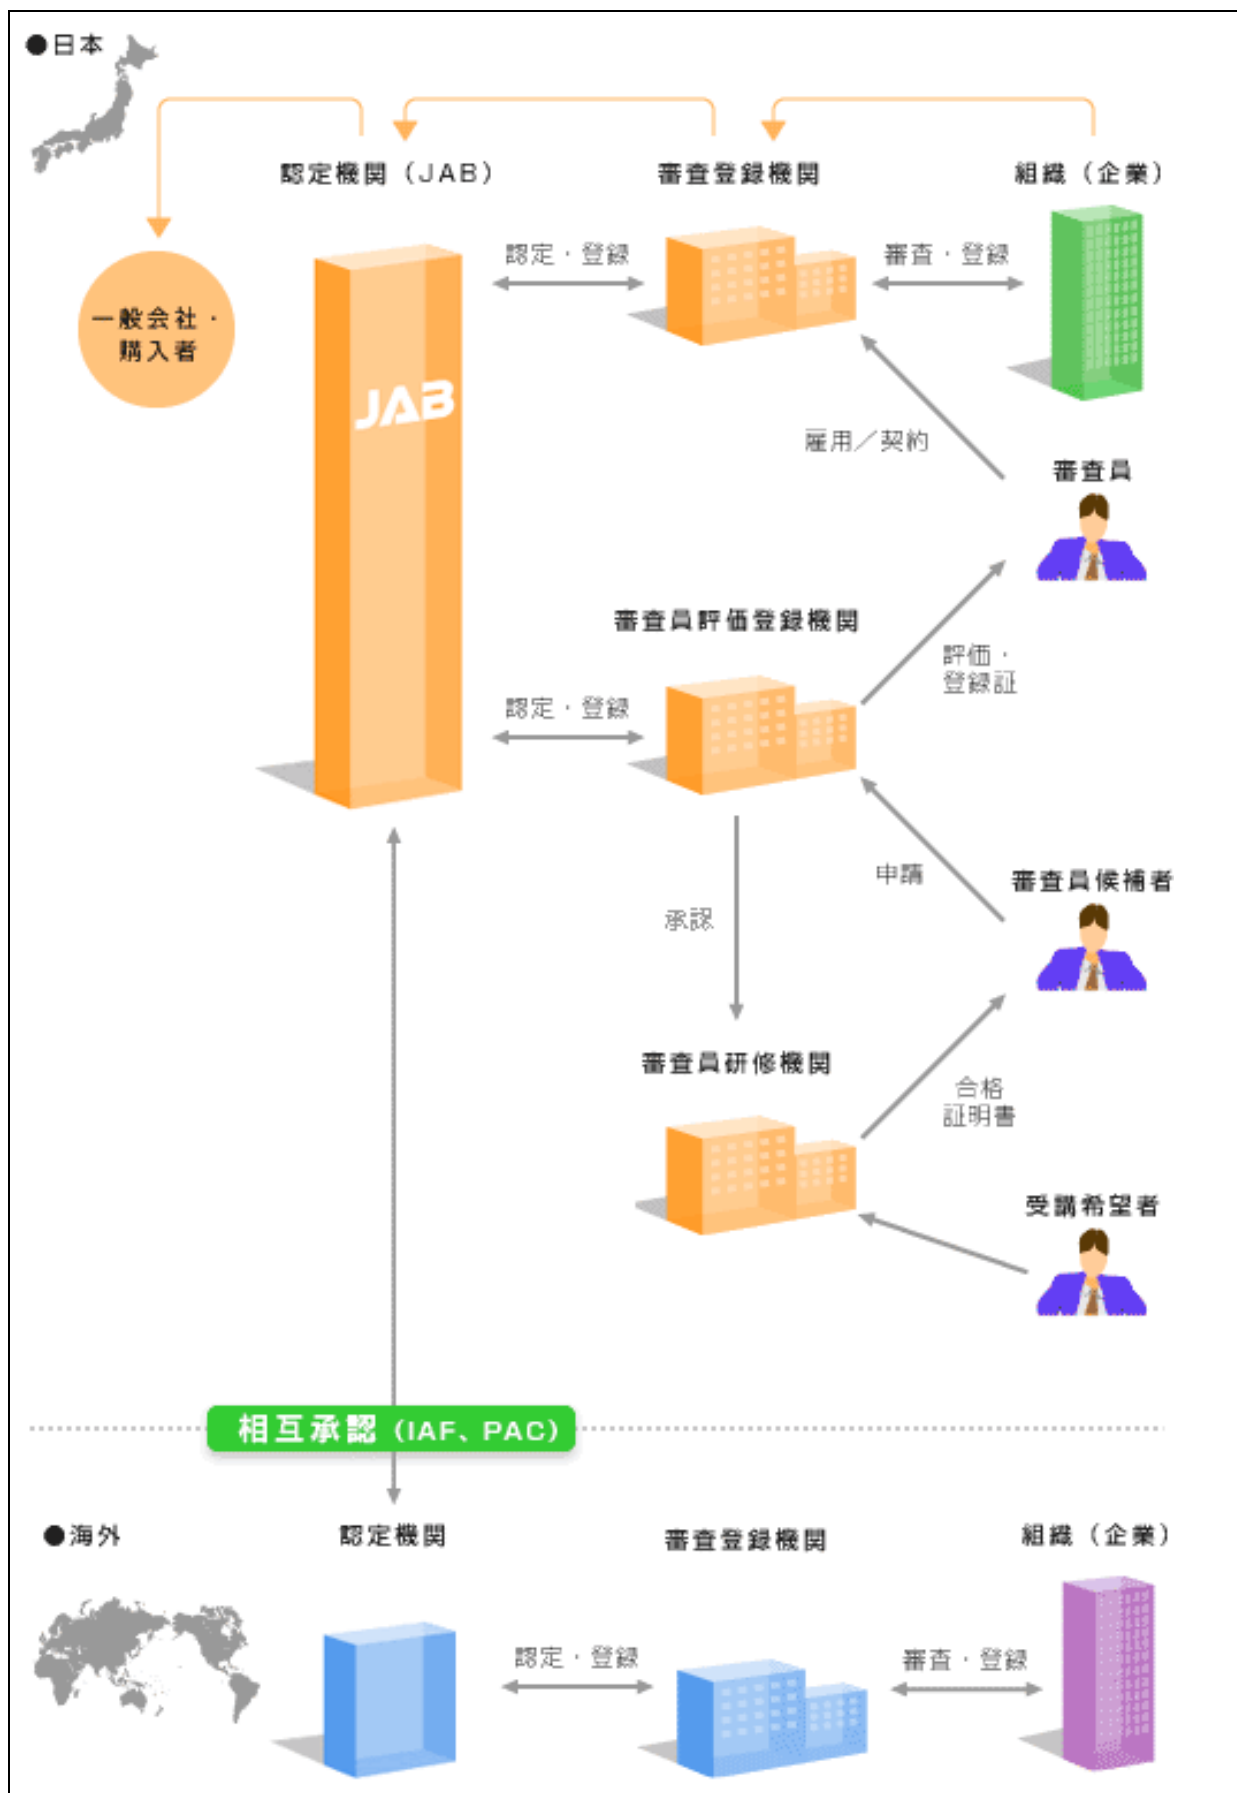 ●日本
認定機関（JAB）
審査登録機関
組織（企業）
認定・登録
審査・登録
一般会社・
購入者
JAB
雇用／契約
審査員
審査員評価登録機関
評価・
登録証
認定・登録
申請
審査員候補者
承認
審査員研修機関
合格
証明書
受講希望者
相互承認（IAF、PAC）
●海外
認定機関
審査登録機関
組織（企業）
認定・登録
審査・登録